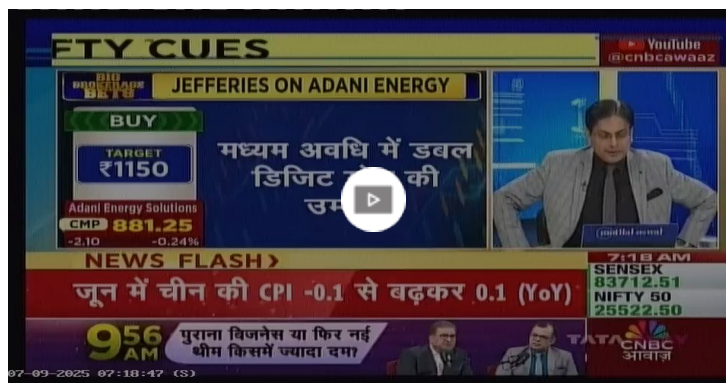 FTY CUES
YouTube
@cnbcawaaz
BIG
BROKERAGE
BETS
JEFFERIES ON ADANI ENERGY
BUY
TARGET
₹1150
मध्यम अवधि में डबल
डिजिट की
Adani Energy Solutions
CMP 881.25
-2.10 -0.24%
motilal oswal
NEWS FLASH
7:18 AM
SENSEX
83712.51
NIFTY 50
25522.50
जून में चीन की CPI -0.1 से बढ़कर 0.1 (YoY)
9 56
AM
पुराना बिजनेस या फिर नई
थीम किसमें ज्यादा दम?
TATA
CNBC
आवाज़
07-09-2025 07:18:47 (S)